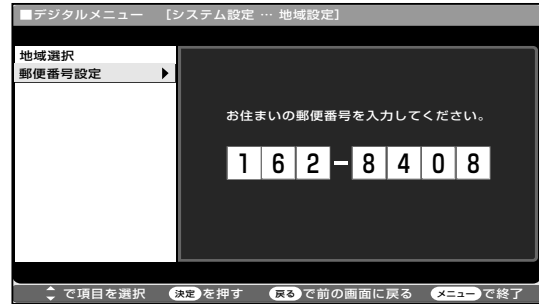 ■デジタルメニュー [システム設定 … 地域設定]
地域選択
郵便番号設定 ▶
お住まいの郵便番号を入力してください。
162-8408
で項目を選択 決定を押す 戻るで前の画面に戻る メニューで終了